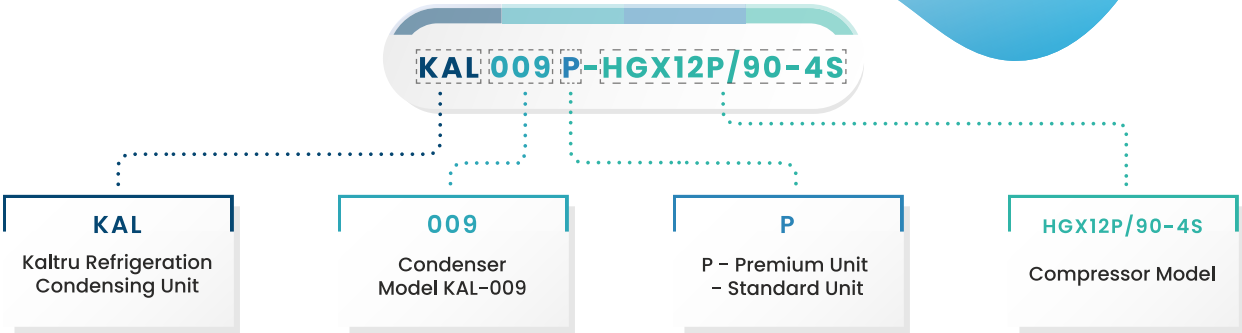 KAL 009 P-HGX12P/90-4S
KAL
Kaltru Refrigeration
Condensing Unit
009
Condenser
Model KAL-009
P
P - Premium Unit
- Standard Unit
HGX12P/90-4S
Compressor Model